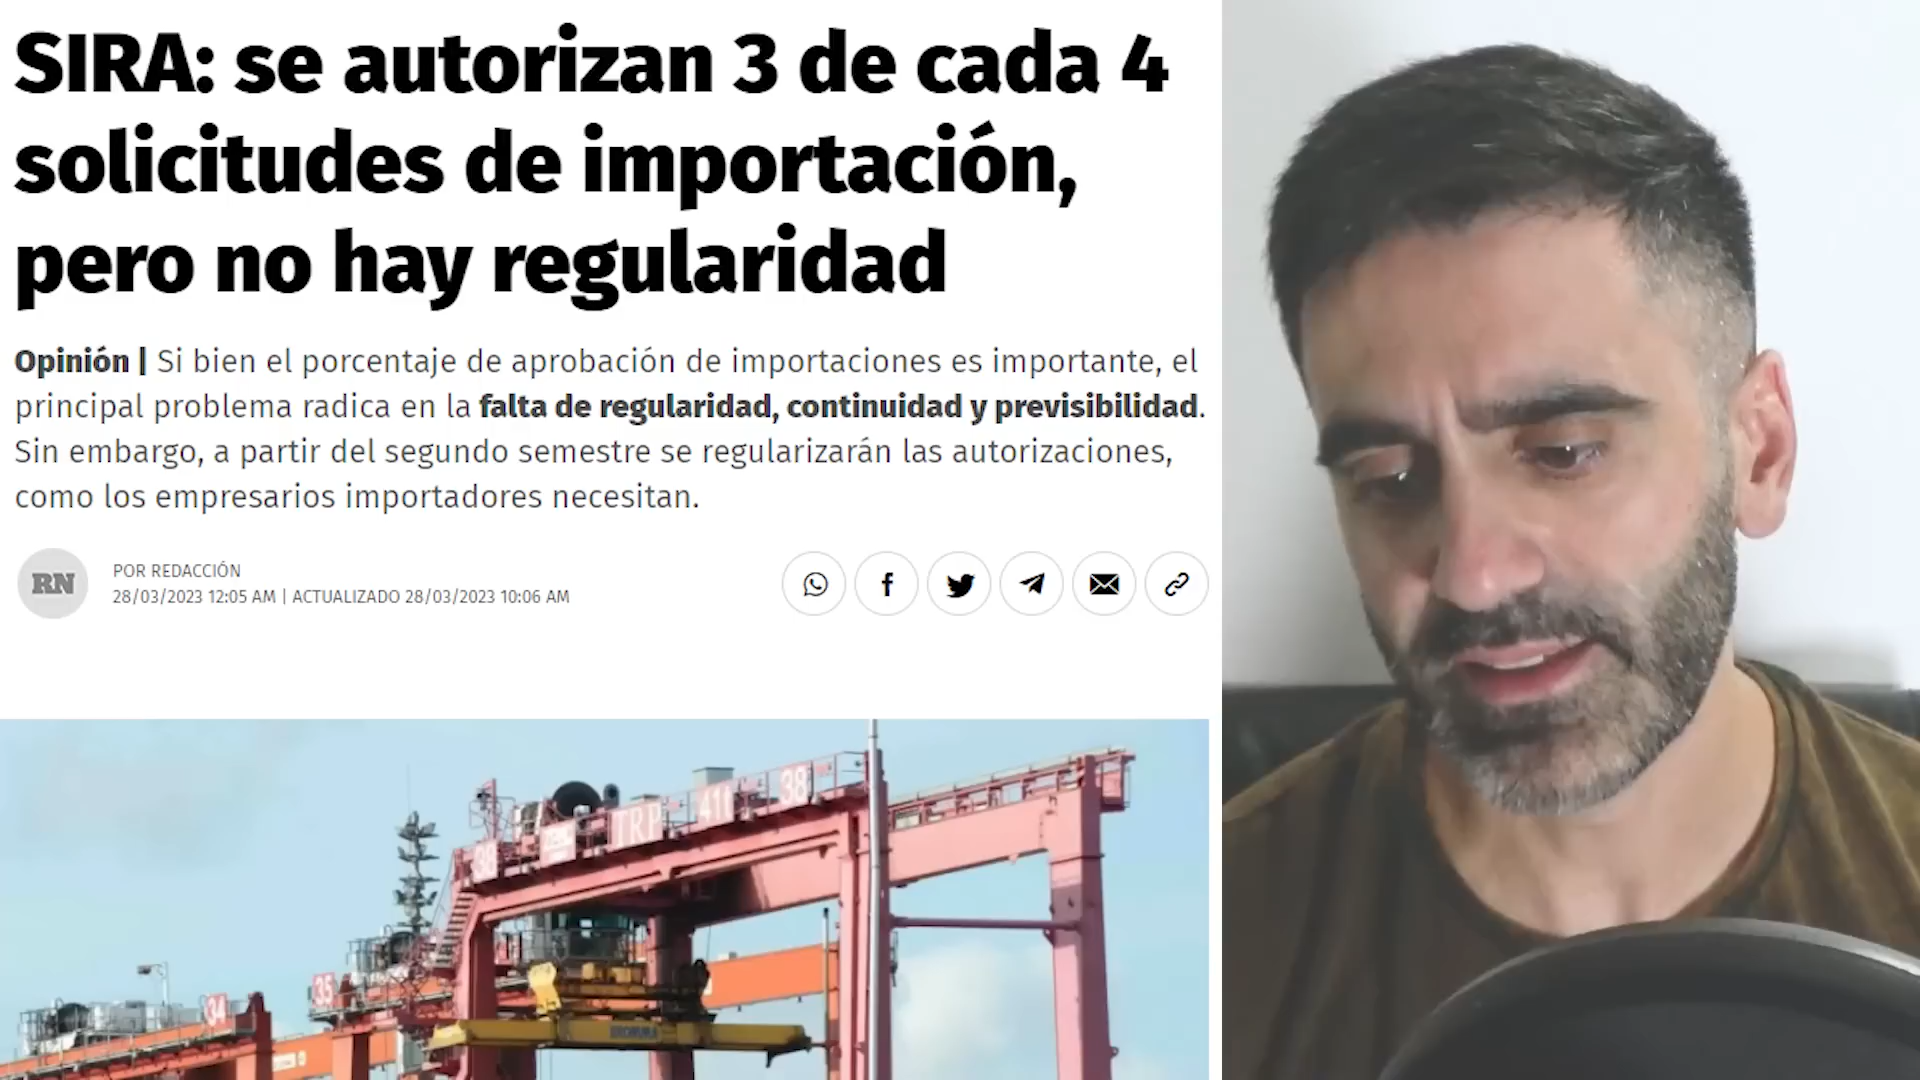 SIRA: se autorizan 3 de cada 4
solicitudes de importación,
pero no hay regularidad
Opinión | Si bien el porcentaje de aprobación de importaciones es importante, el
principal problema radica en la falta de regularidad, continuidad y previsibilidad.
Sin embargo, a partir del segundo semestre se regularizarán las autorizaciones,
como los empresarios importadores necesitan.
RN
POR REDACCIÓN
28/03/2023 12:05 AM | ACTUALIZADO 28/03/2023 10:06 AM
38 TRP 411 38
35
34